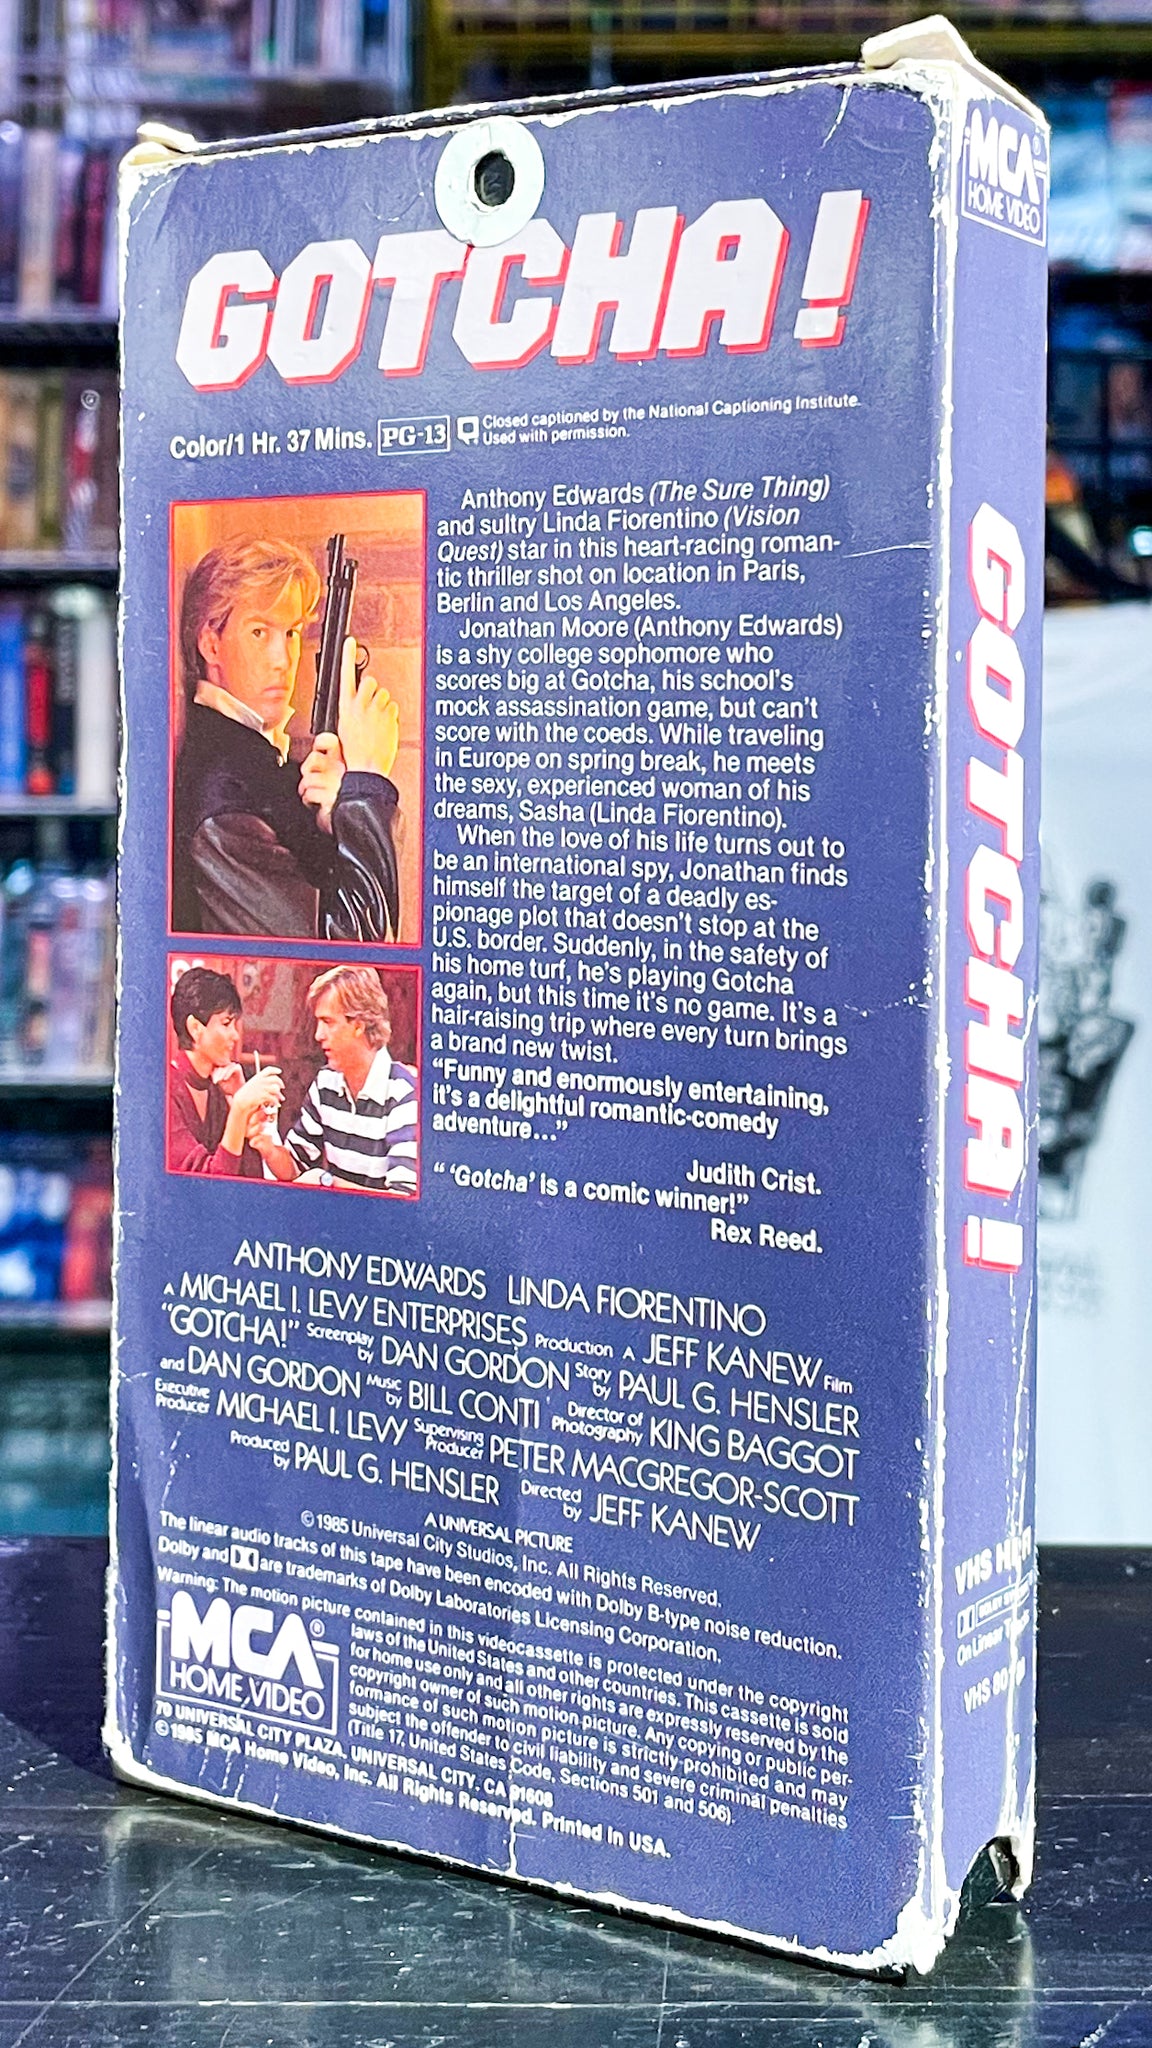 GOTCHA!
Color/1 Hr. 37 Mins. PG-13 Closed captioned by the National Captioning Institute.
Used with permission.
Anthony Edwards (The Sure Thing)
and sultry Linda Fiorentino (Vision
Quest) star in this heart-racing roman-
tic thriller shot on location in Paris,
Berlin and Los Angeles.
Jonathan Moore (Anthony Edwards)
is a shy college sophomore who
scores big at Gotcha, his school's
mock assassination game, but can't
score with the coeds. While traveling
in Europe on spring break, he meets
the sexy, experienced woman of his
dreams, Sasha (Linda Fiorentino).
When the love of his life turns out to
be an international spy, Jonathan finds
himself the target of a deadly es-
pionage plot that doesn't stop at the
U.S. border. Suddenly, in the safety of
his home turf, he's playing Gotcha
again, but this time it's no game. It's a
hair-raising trip where every turn brings
a brand new twist.
"Funny and enormously entertaining,
it's a delightful romantic-comedy
adventure..."
Judith Crist.
" 'Gotcha' is a comic winner!"
Rex Reed.
ANTHONY EDWARDS LINDA FIORENTINO
A MICHAEL I. LEVY ENTERPRISES Production A JEFF KANEW Film
"GOTCHA!" Screenplay by DAN GORDON Story by PAUL G. HENSLER
and DAN GORDON Music by BILL CONTI Director of Photography KING BAGGOT
Executive Producer MICHAEL I. LEVY Supervising Producer PETER MACGREGOR-SCOTT
Produced by PAUL G. HENSLER Directed by JEFF KANEW
A UNIVERSAL PICTURE
©1985 Universal City Studios, Inc. All Rights Reserved.
The linear audio tracks of this tape have been encoded with Dolby B-type noise reduction.
Dolby and are trademarks of Dolby Laboratories Licensing Corporation.
Warning: The motion picture contained in this videocassette is protected under the copyright
laws of the United States and other countries. This cassette is sold
for home use only and all other rights are expressly reserved by the
copyright owner of such motion picture. Any copying or public per-
formance of such motion picture is strictly prohibited and may
subject the offender to civil liability and severe criminal penalties
(Title 17, United States Code, Sections 501 and 506).
MCA®
HOME VIDEO
70 UNIVERSAL CITY PLAZA, UNIVERSAL CITY, CA 91608
©1985 MCA Home Video, Inc. All Rights Reserved. Printed in USA.
MCA®
HOME VIDEO
GOTCHA!
VHS
On Linear
VHS